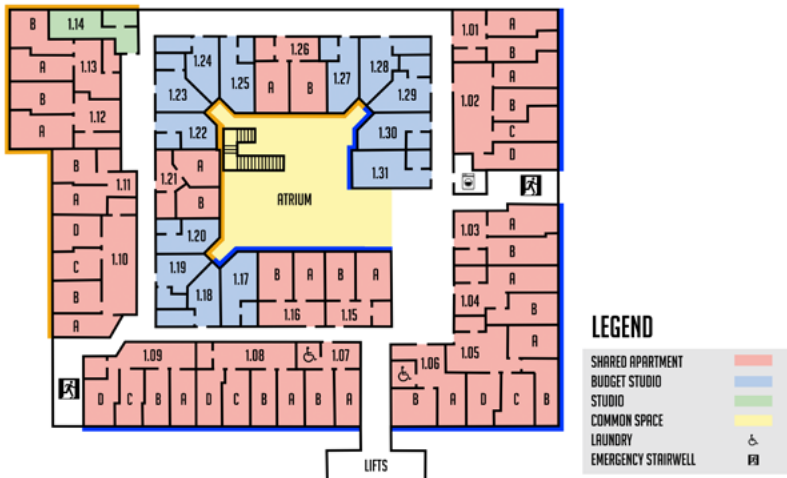 B
1.14
A
1.13
B
1.12
A
1.24
1.25
1.26
1.27
1.28
1.23
A
B
1.29
1.22
1.30
1.31
1.21
A
B
ATRIUM
1.01
A
B
1.02
A
B
C
D
B
1.11
A
D
1.10
C
B
A
1.20
1.19
1.18
1.17
B
A
B
A
1.16
1.15
1.03
A
B
A
1.04
B
1.05
A
1.09
1.08
1.07
1.06
D
C
B
A
D
C
B
A
B
A
B
A
D
C
B
LIFTS
LEGEND
SHARED APARTMENT
BUDGET STUDIO
STUDIO
COMMON SPACE
LAUNDRY
EMERGENCY STAIRWELL